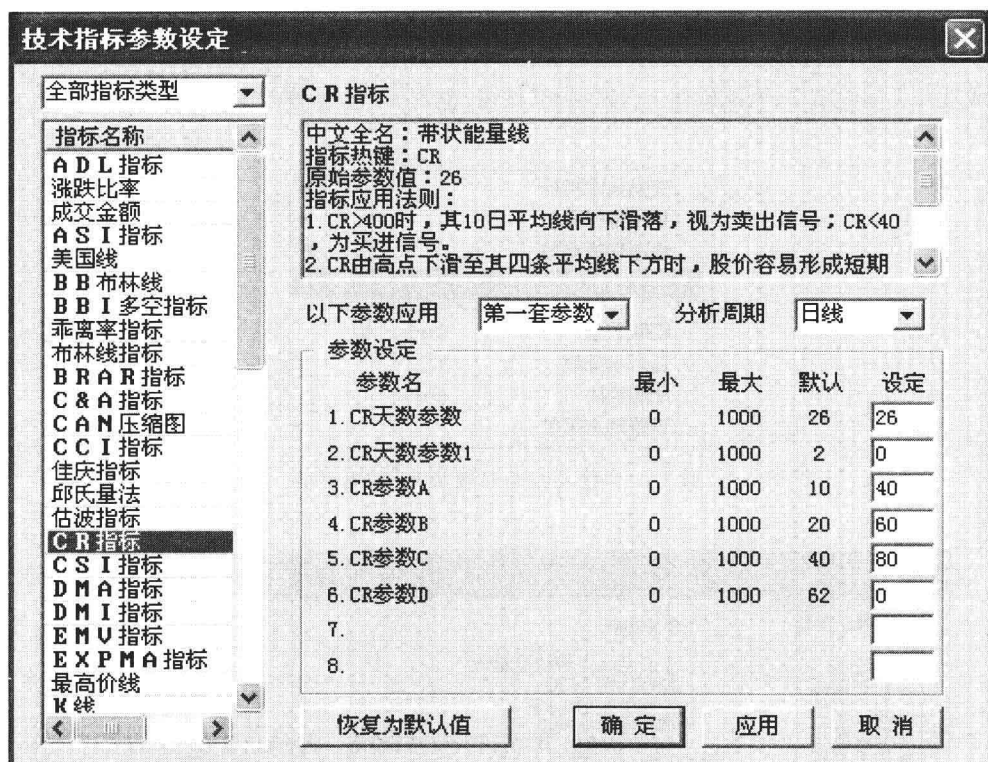 技术指标参数设定
全部指标类型
指标名称
ADL指标
涨跌比率
成交金额
ASI指标
美国线
BB布林线
BBI多空指标
乖离率指标
布林线指标
BRAR指标
C&A指标
CAN压缩图
CCI指标
佳庆指标
邱氏量法
估波指标
CR指标
CSI指标
DMA指标
DMI指标
EMV指标
EXPMA指标
最高价线
K线
CR指标
中文全名：带状能量线
指标热键：CR
原始参数值：26
指标应用法则：
1.CR>400时，其10日平均线向下滑落，视为卖出信号；CR<40
，为买进信号。
2.CR由高点下滑至其四条平均线下方时，股价容易形成短期
以下参数应用 第一套参数 分析周期 日线
参数设定
参数名 最小 最大 默认 设定
1.CR天数参数 0 1000 26 26
2.CR天数参数1 0 1000 2 0
3.CR参数A 0 1000 10 40
4.CR参数B 0 1000 20 60
5.CR参数C 0 1000 40 80
6.CR参数D 0 1000 62 0
7.
8.
恢复为默认值 确定 应用 取消